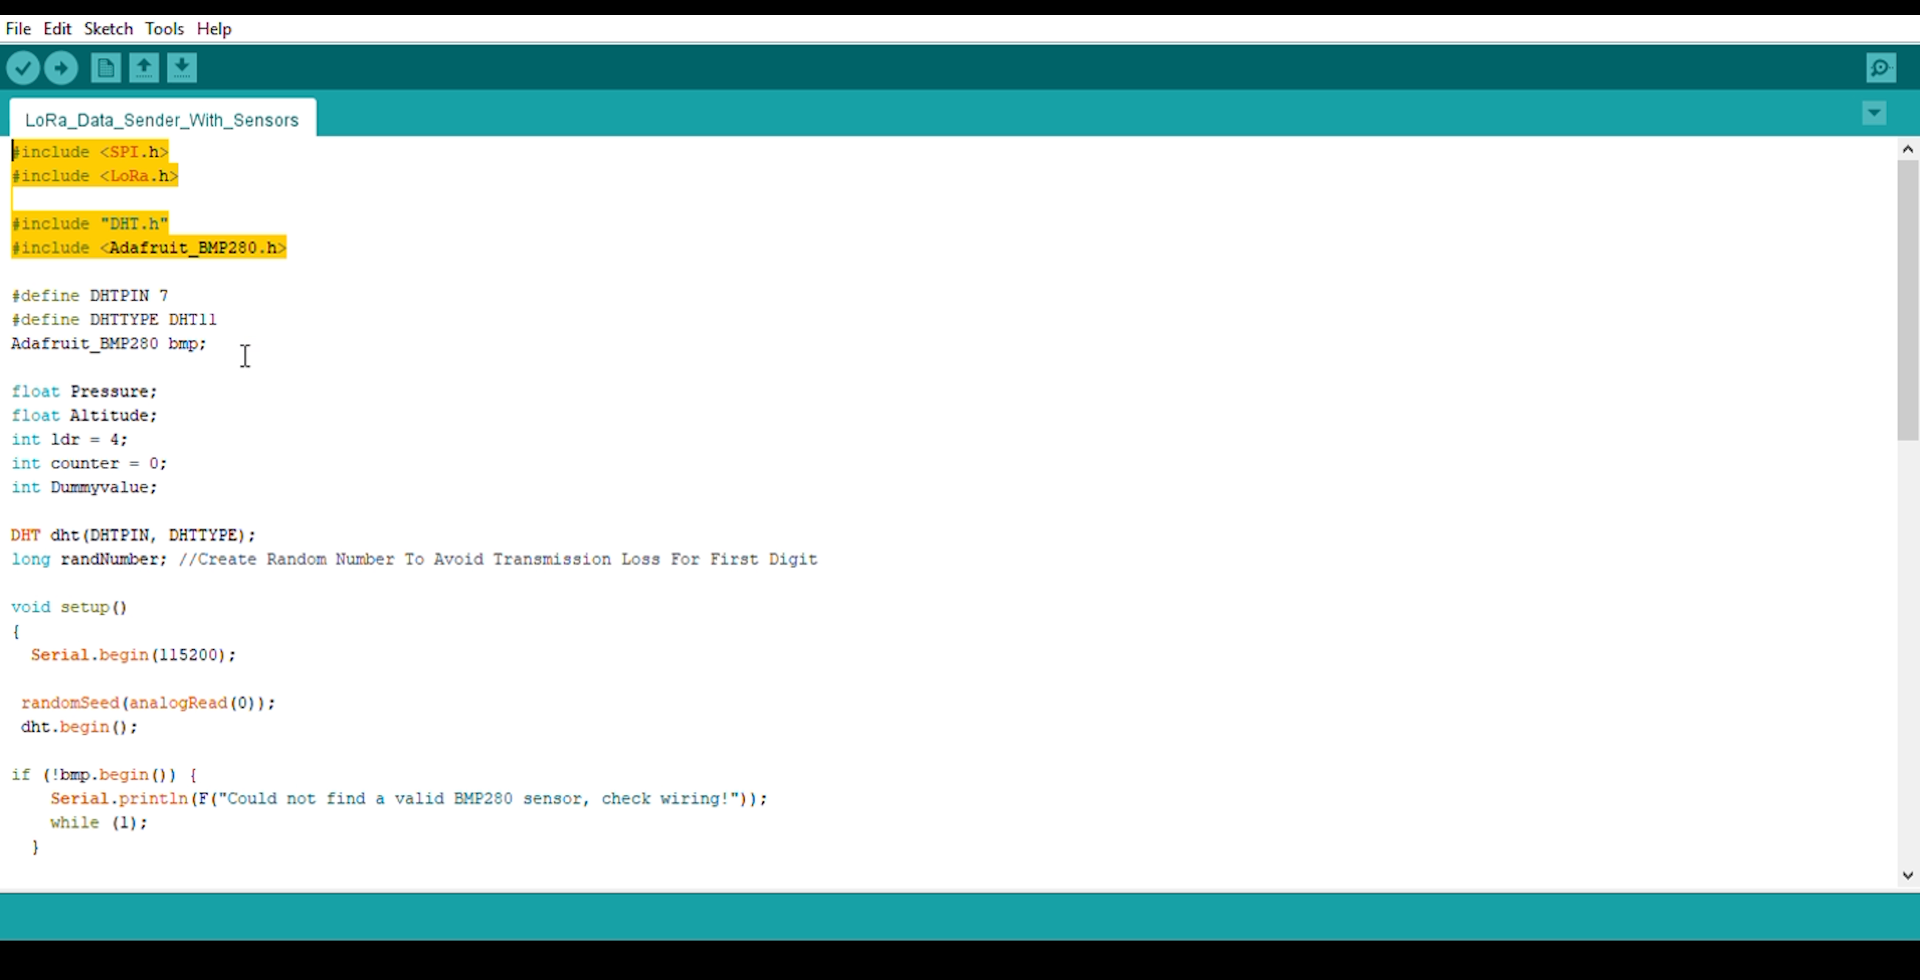 File Edit Sketch Tools Help
LoRa_Data_Sender_With_Sensors
#include <SPI.h>
#include <LoRa.h>
#include "DHT.h"
#include <Adafruit_BMP280.h>
#define DHTPIN 7
#define DHTTYPE DHT11
Adafruit_BMP280 bmp;
float Pressure;
float Altitude;
int ldr = 4;
int counter = 0;
int Dummyvalue;
DHT dht(DHTPIN, DHTTYPE);
long randNumber; //Create Random Number To Avoid Transmission Loss For First Digit
void setup()
{
Serial.begin(115200);
randomSeed(analogRead(0));
dht.begin();
if (!bmp.begin()) {
Serial.println(F("Could not find a valid BMP280 sensor, check wiring!"));
while (1);
}